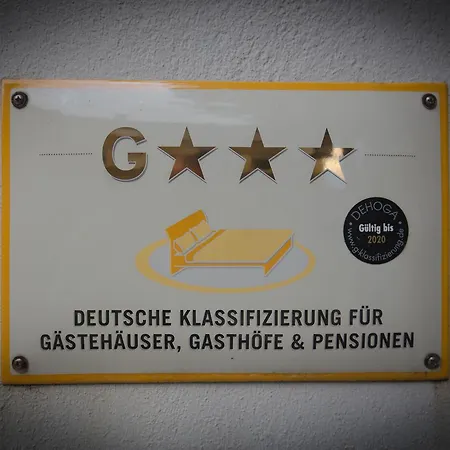 G★★★
DEHOGA
Gültig bis
2020
www.g-klassifizierung.de
DEUTSCHE KLASSIFIZIERUNG FÜR
GÄSTEHÄUSER, GASTHÖFE & PENSIONEN